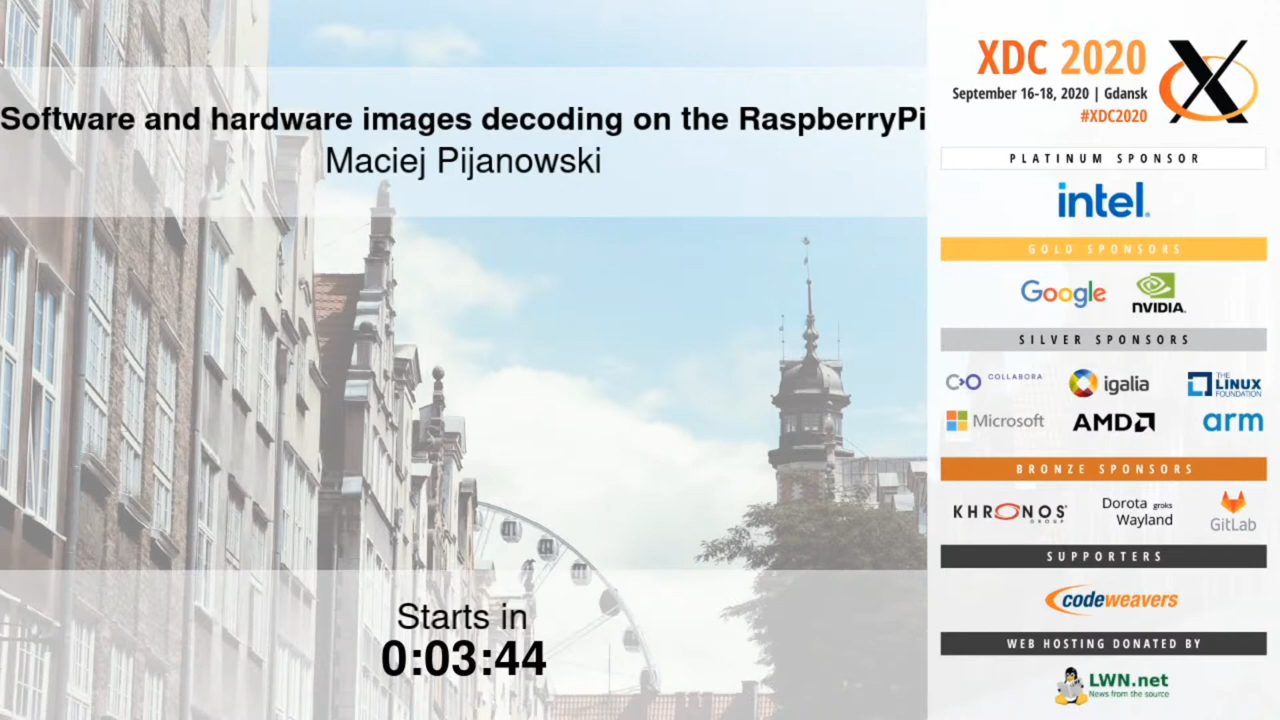 Software and hardware images decoding on the RaspberryPi
Maciej Pijanowski
Starts in
0:03:44
XDC 2020
September 16-18, 2020 | Gdansk
#XDC2020
PLATINUM SPONSOR
intel.
GOLD SPONSORS
Google
NVIDIA.
SILVER SPONSORS
COLLABORA
igalia
THE
LINUX
FOUNDATION
Microsoft
AMD
arm
BRONZE SPONSORS
KHRONOS
GROUP
Dorota groks
Wayland
GitLab
SUPPORTERS
codeweavers
WEB HOSTING DONATED BY
LWN.net
News from the source